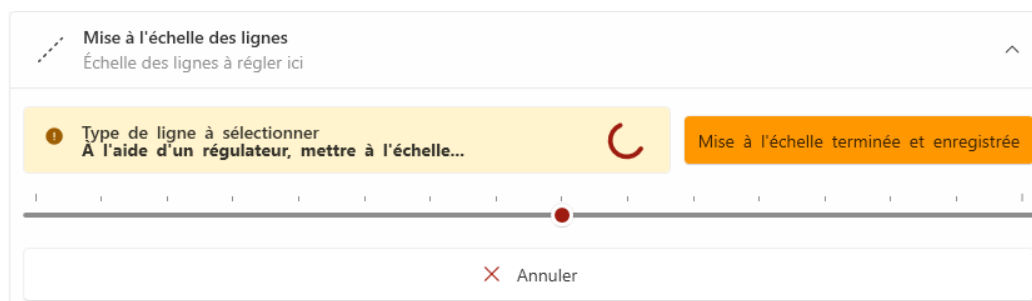 Mise à l'échelle des lignes
Échelle des lignes à régler ici
Type de ligne à sélectionner
À l'aide d'un régulateur, mettre à l'échelle...
Mise à l'échelle terminée et enregistrée
Annuler